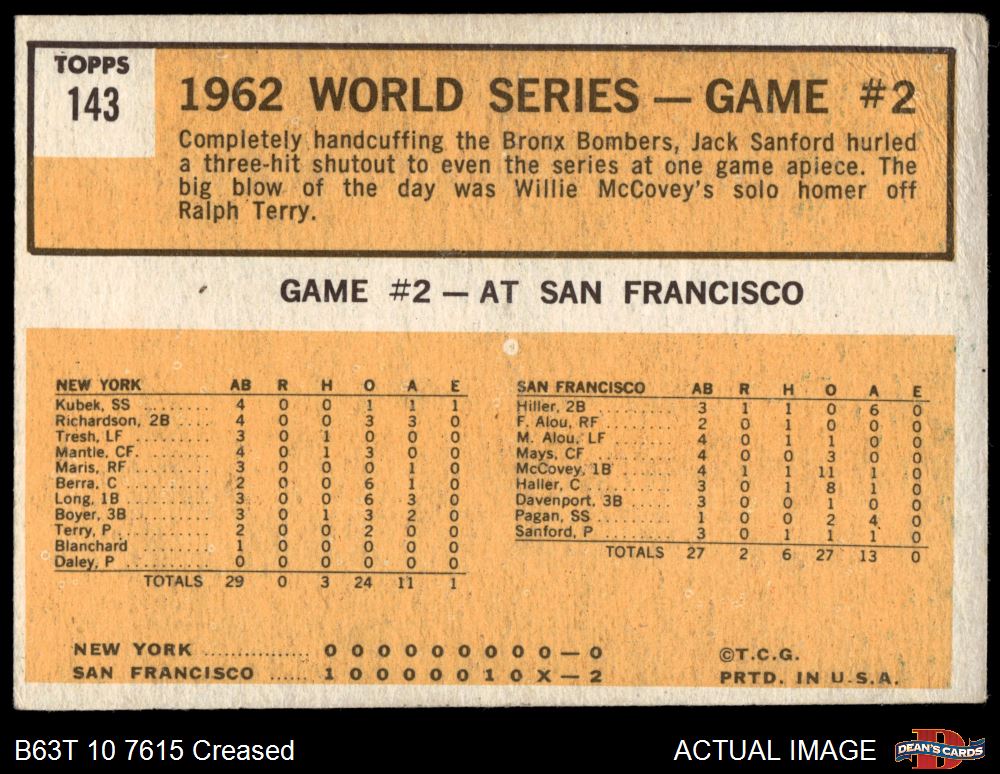 TOPPS
143
1962 WORLD SERIES — GAME #2
Completely handcuffing the Bronx Bombers, Jack Sanford hurled
a three-hit shutout to even the series at one game apiece. The
big blow of the day was Willie McCovey's solo homer off
Ralph Terry.
GAME #2 — AT SAN FRANCISCO
NEW YORK AB R H O A E
Kubek, SS ........ 4 0 0 1 1 1
Richardson, 2B .... 4 0 0 3 3 0
Tresh, LF ........ 3 0 1 0 0 0
Mantle, CF ........ 4 0 1 3 0 0
Maris, RF ........ 3 0 0 0 1 0
Berra, C ........ 2 0 0 6 1 0
Long, 1B ........ 3 0 0 6 3 0
Boyer, 3B ........ 3 0 1 3 2 0
Terry, P ........ 2 0 0 2 0 0
Blanchard ........ 1 0 0 0 0 0
Daley, P ........ 0 0 0 0 0 0
TOTALS 29 0 3 24 11 1
SAN FRANCISCO AB R H O A E
Hiller, 2B ........ 3 1 1 0 6 0
F. Alou, RF ........ 2 0 1 0 0 0
M. Alou, LF ........ 4 0 1 1 0 0
Mays, CF ........ 4 0 0 3 0 0
McCovey, 1B ........ 4 1 1 11 1 0
Haller, C ........ 3 0 1 8 1 0
Davenport, 3B ..... 3 0 0 1 0 0
Pagan, SS ........ 1 0 0 2 4 0
Sanford, P ........ 3 0 1 1 1 0
TOTALS 27 2 6 27 13 0
NEW YORK ............... 0 0 0 0 0 0 0 0 0 — 0
SAN FRANCISCO ...... 1 0 0 0 0 0 1 0 X — 2
©T.C.G.
PRTD. IN U.S.A.
B63T 10 7615 Creased
ACTUAL IMAGE
D
DEAN'S CARDS